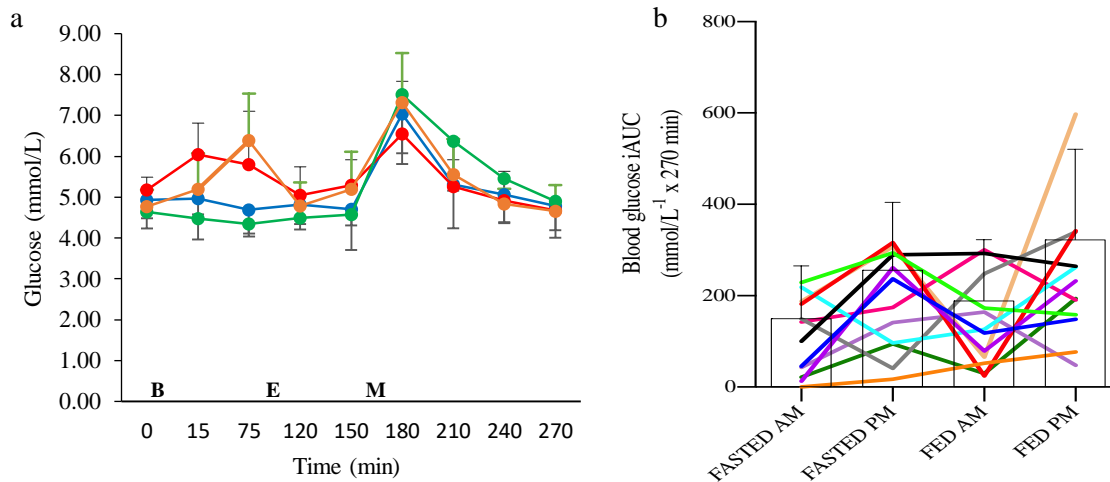 a
9.00
8.00
7.00
6.00
5.00
4.00
3.00
2.00
1.00
0.00
Glucose (mmol/L)
B E M
0 15 75 120 150 180 210 240 270
Time (min)
b
800
600
400
200
0
Blood glucose iAUC
(mmol/L⁻¹ x 270 min)
FASTED AM
FASTED PM
FED AM
FED PM